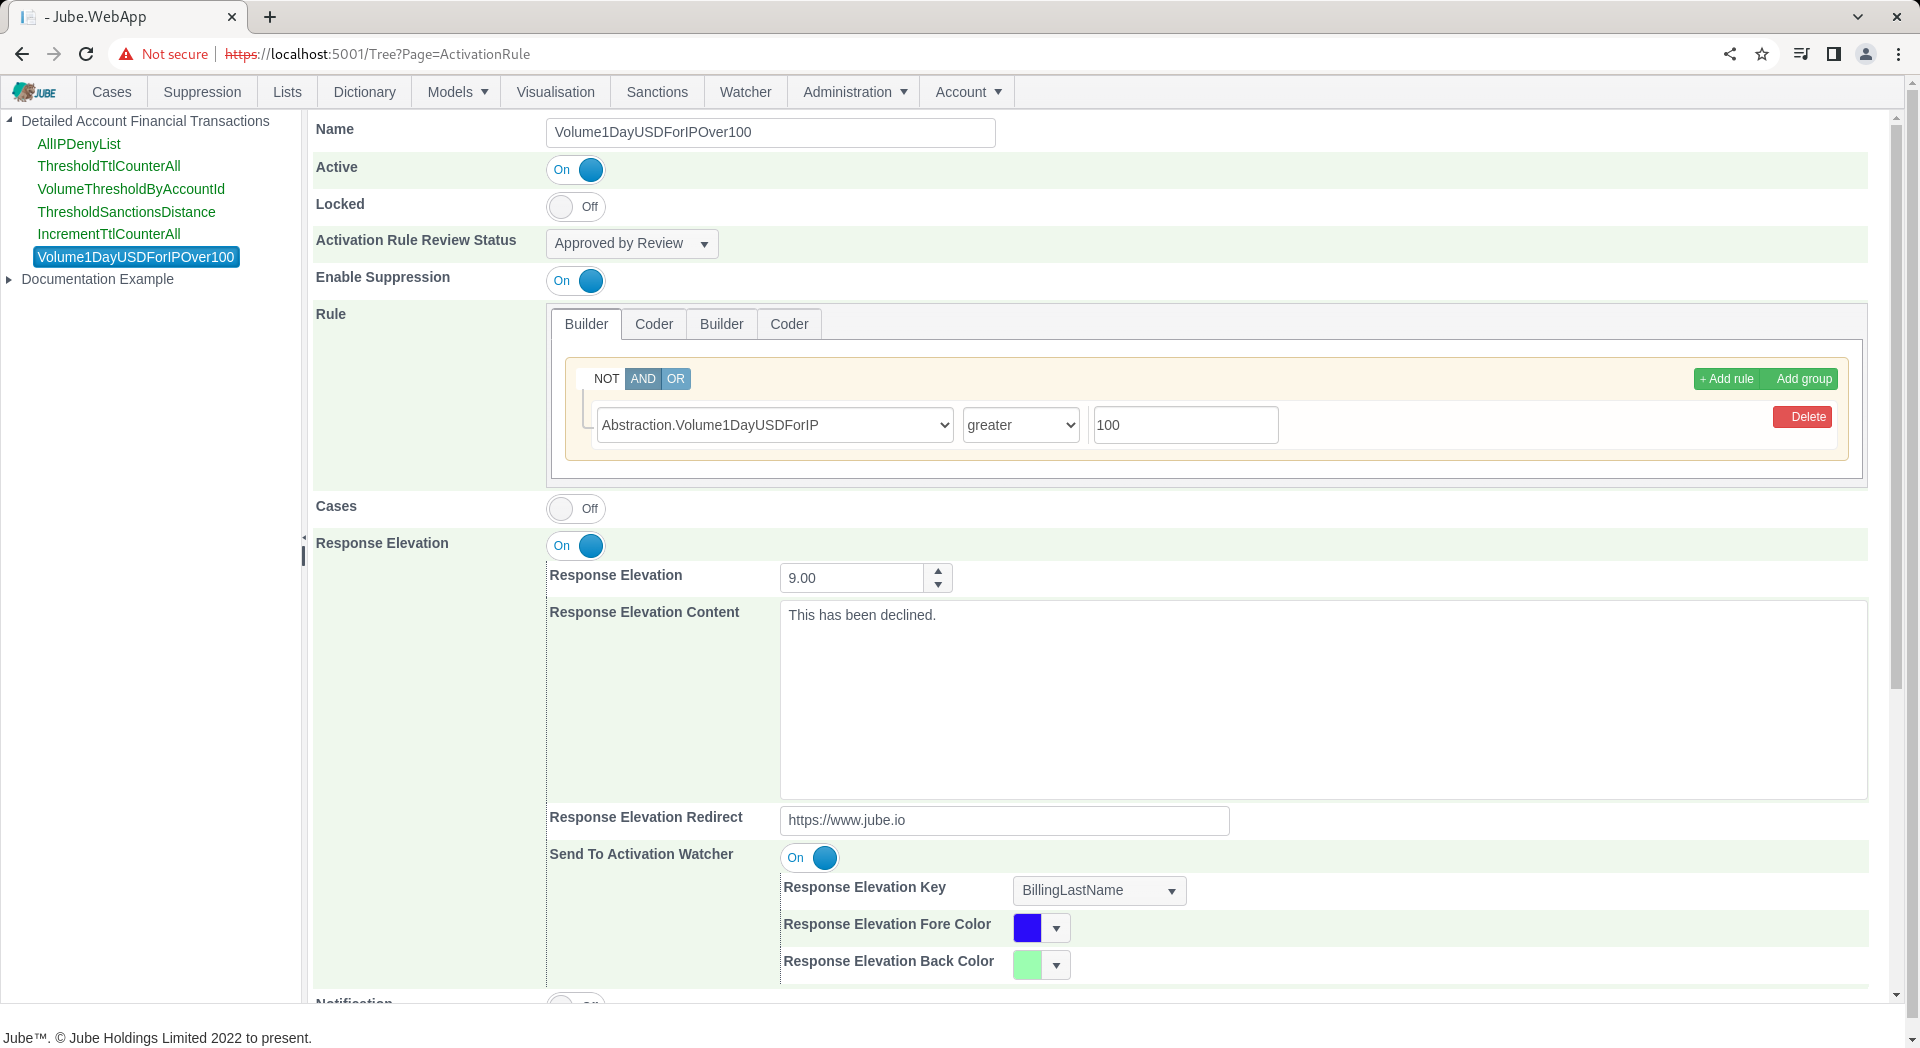 - Jube.WebApp
Not secure https://localhost:5001/Tree?Page=ActivationRule
JUBE Cases Suppression Lists Dictionary Models Visualisation Sanctions Watcher Administration Account
Detailed Account Financial Transactions
AllIPDenyList
ThresholdTtlCounterAll
VolumeThresholdByAccountId
ThresholdSanctionsDistance
IncrementTtlCounterAll
Volume1DayUSDForIPOver100
Documentation Example
Name Volume1DayUSDForIPOver100
Active On
Locked Off
Activation Rule Review Status Approved by Review
Enable Suppression On
Rule Builder Coder Builder Coder
NOT AND OR + Add rule Add group
Abstraction.Volume1DayUSDForIP greater 100 Delete
Cases Off
Response Elevation On
Response Elevation 9.00
Response Elevation Content This has been declined.
Response Elevation Redirect https://www.jube.io
Send To Activation Watcher On
Response Elevation Key BillingLastName
Response Elevation Fore Color
Response Elevation Back Color
Notification Off
Jube™. © Jube Holdings Limited 2022 to present.